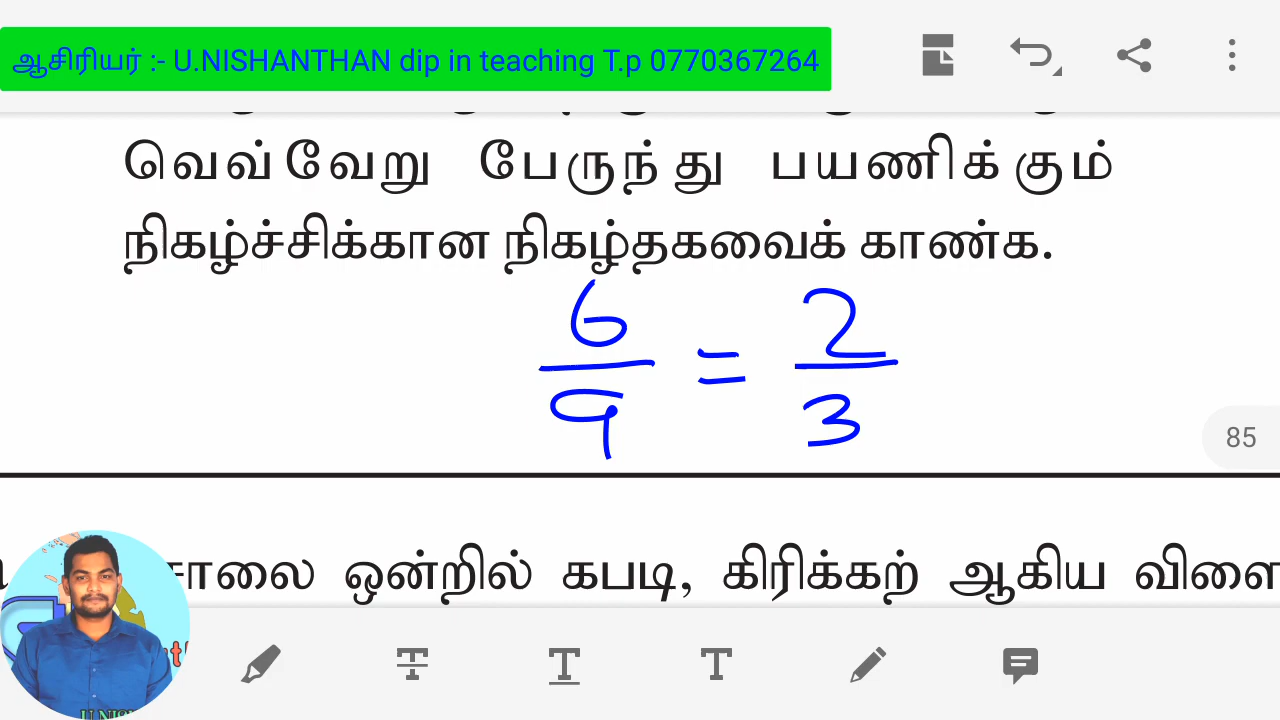 ஆசிரியர் :- U.NISHANTHAN dip in teaching T.p 0770367264
வெவ்வேறு பேருந்து பயணிக்கும்
நிகழ்ச்சிக்கான நிகழ்தகவைக் காண்க.
6/9 = 2/3
85
ஒன்றில் கபடி, கிரிக்கற் ஆகிய